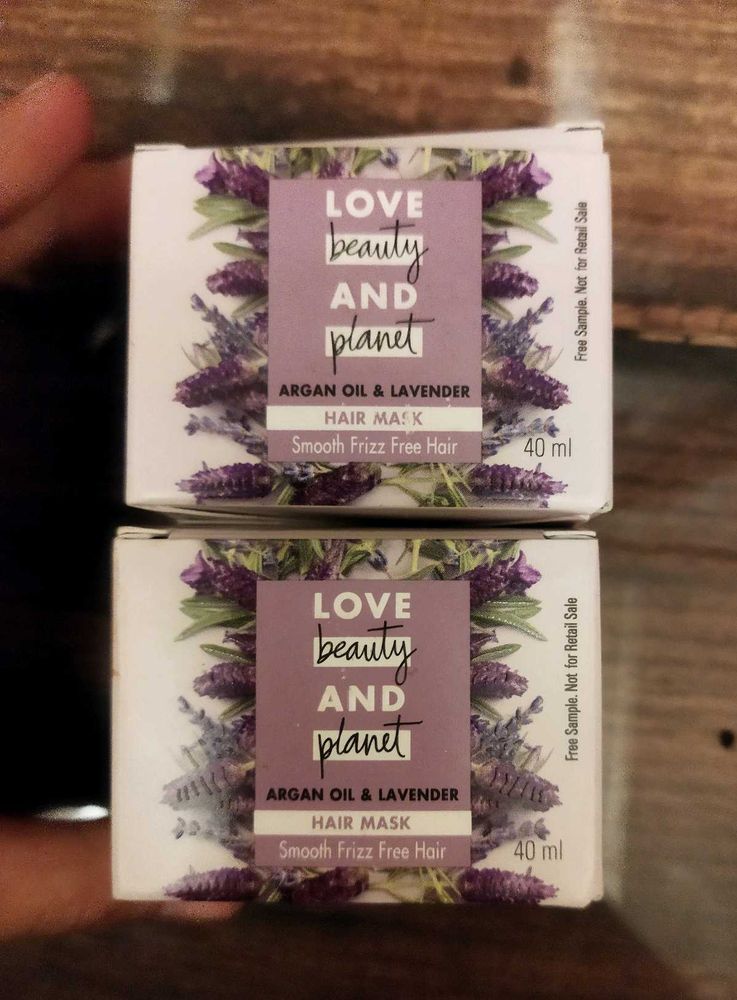 LOVE
beauty
AND
planet
ARGAN OIL & LAVENDER
HAIR MASK
Smooth Frizz Free Hair
40 ml
Free Sample. Not for Retail Sale
LOVE
beauty
AND
planet
ARGAN OIL & LAVENDER
HAIR MASK
Smooth Frizz Free Hair
40 ml
Free Sample. Not for Retail Sale